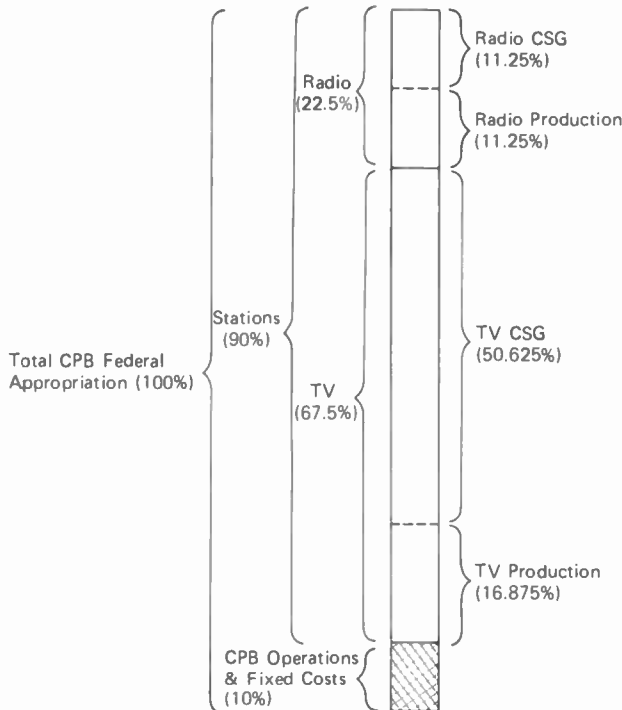 Total CPB Federal
Appropriation (100%)
Stations
(90%)
Radio
(22.5%)
Radio CSG
(11.25%)
Radio Production
(11.25%)
TV
(67.5%)
TV CSG
(50.625%)
TV Production
(16.875%)
CPB Operations
& Fixed Costs
(10%)